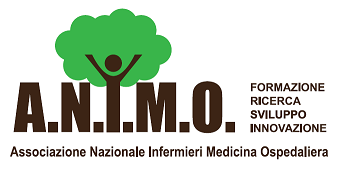 A.N.I.M.O.
FORMAZIONE
RICERCA
SVILUPPO
INNOVAZIONE
Associazione Nazionale Infermieri Medicina Ospedaliera